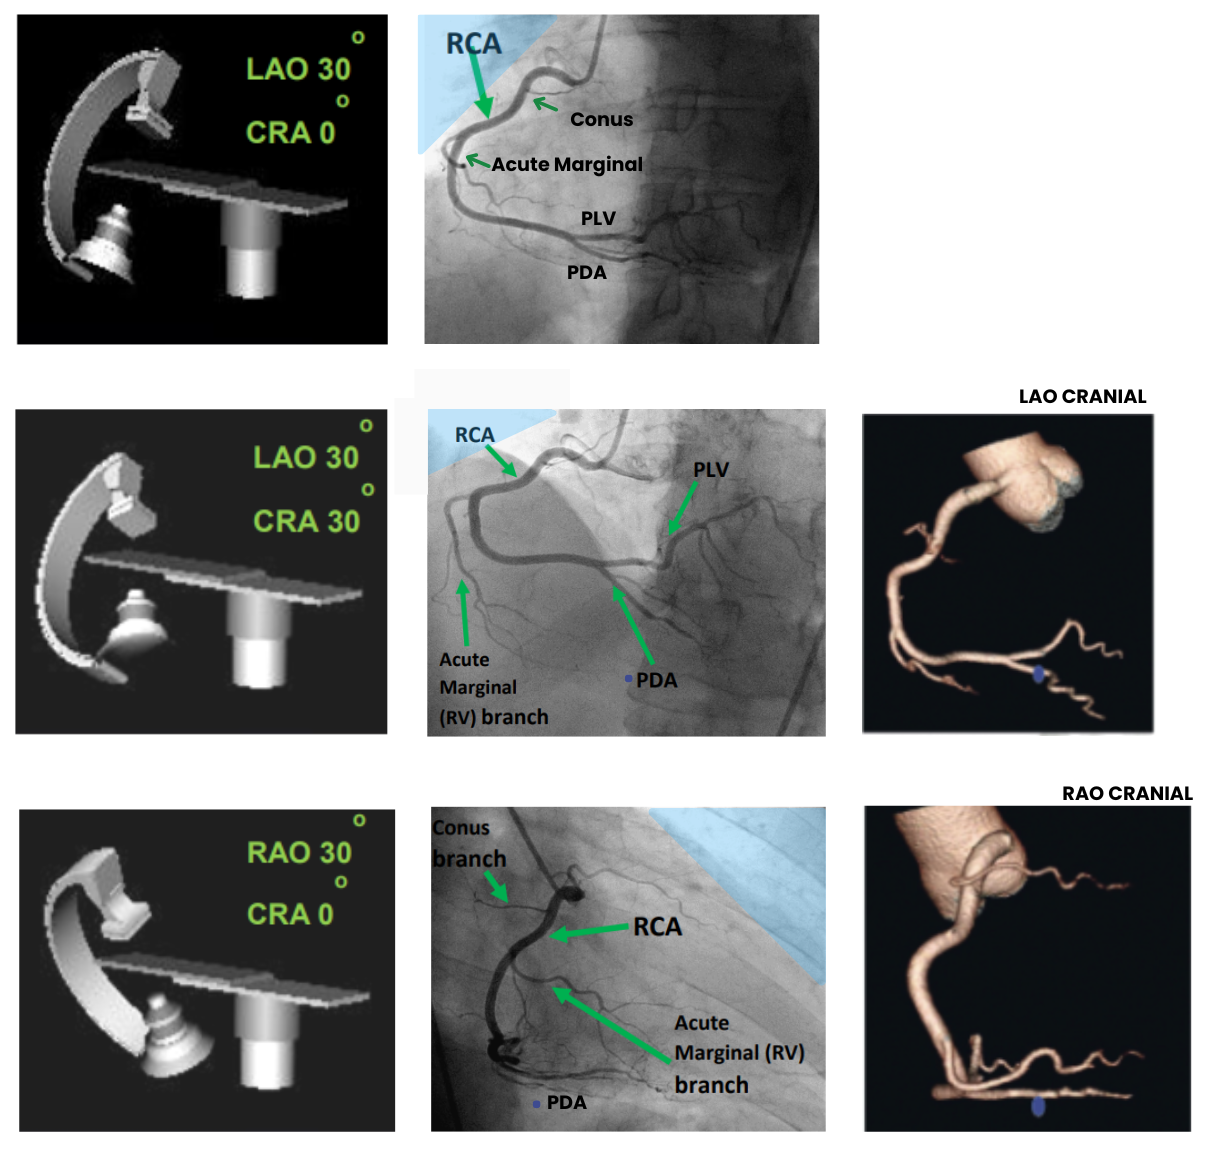 LAO 30°
CRA 0°
RCA
Conus
Acute Marginal
PLV
PDA
LAO 30°
CRA 30°
RCA
PLV
Acute
Marginal
(RV) branch
PDA
LAO CRANIAL
RAO 30°
CRA 0°
Conus
branch
RCA
Acute
Marginal (RV)
branch
PDA
RAO CRANIAL